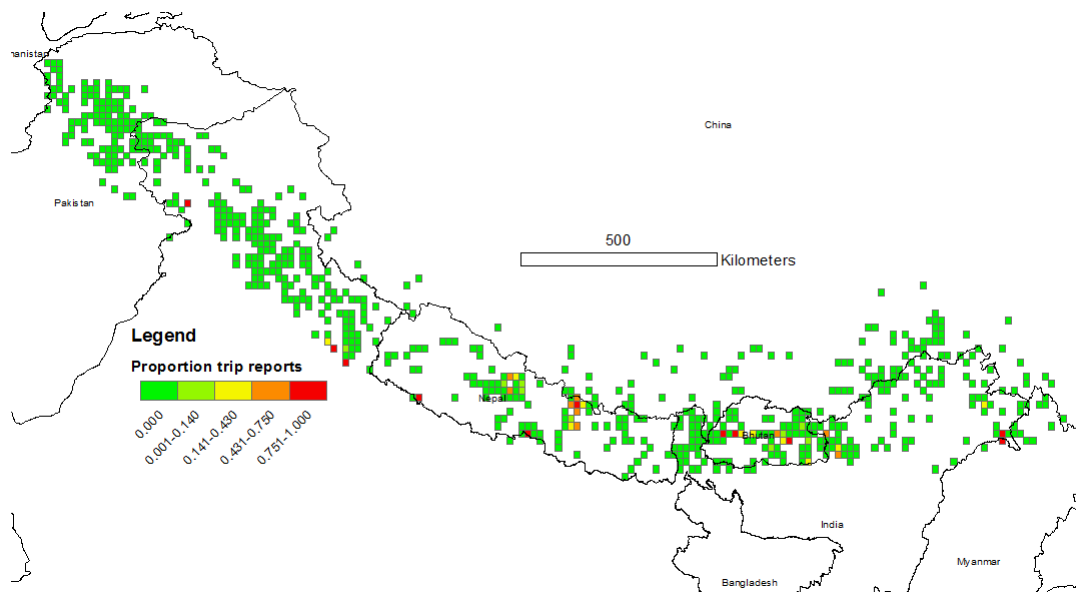 hanistan
China
Pakistan
500
Kilometers
Legend
Proportion trip reports
0.000
0.001-0.140
0.141-0.430
0.431-0.750
0.751-1.000
Nepal
Bhutan
India
Myanmar
Bangladesh